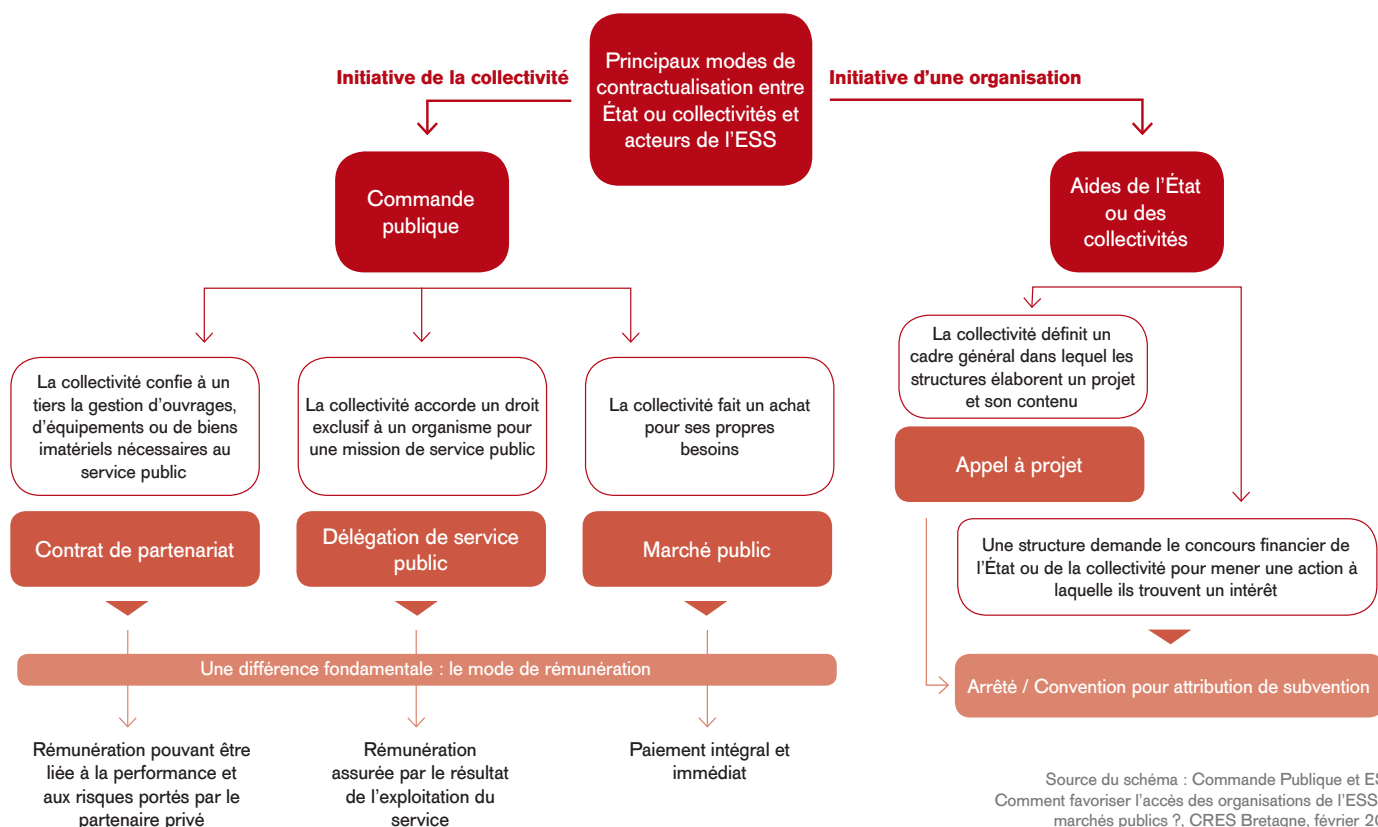 Principaux modes de
contractualisation entre
État ou collectivités et
acteurs de l'ESS
Initiative de la collectivité
Initiative d'une organisation
Commande
publique
Aides de l'État
ou des
collectivités
La collectivité confie à un
tiers la gestion d'ouvrages,
d'équipements ou de biens
imatériels nécessaires au
service public
La collectivité accorde un droit
exclusif à un organisme pour
une mission de service public
La collectivité fait un achat
pour ses propres
besoins
La collectivité définit un
cadre général dans lequel les
structures élaborent un projet
et son contenu
Appel à projet
Contrat de partenariat
Délégation de service
public
Marché public
Une structure demande le concours financier de
l'État ou de la collectivité pour mener une action à
laquelle ils trouvent un intérêt
Une différence fondamentale : le mode de rémunération
Arrêté / Convention pour attribution de subvention
Rémunération pouvant être
liée à la performance et
aux risques portés par le
partenaire privé
Rémunération
assurée par le résultat
de l'exploitation du
service
Paiement intégral et
immédiat
Source du schéma : Commande Publique et
Comment favoriser l'accès des organisations de l'ESS
marchés publics ?, CRES Bretagne, février